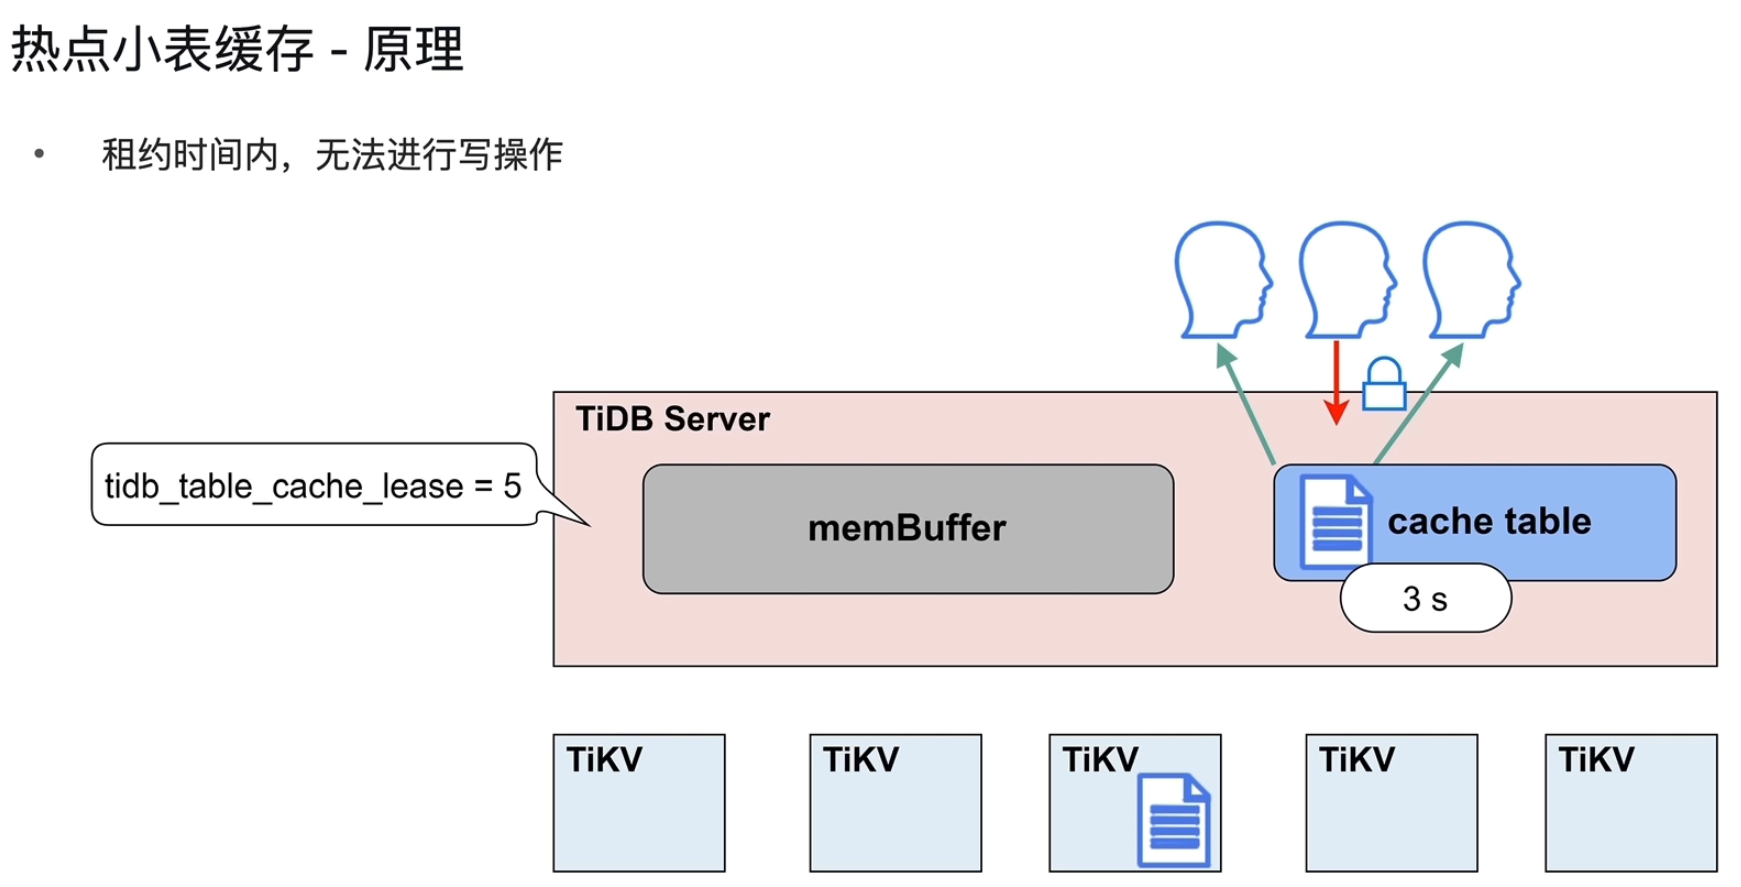 热点小表缓存 - 原理
• 租约时间内，无法进行写操作
TiDB Server
tidb_table_cache_lease = 5
memBuffer
cache table
3 s
TiKV
TiKV
TiKV
TiKV
TiKV